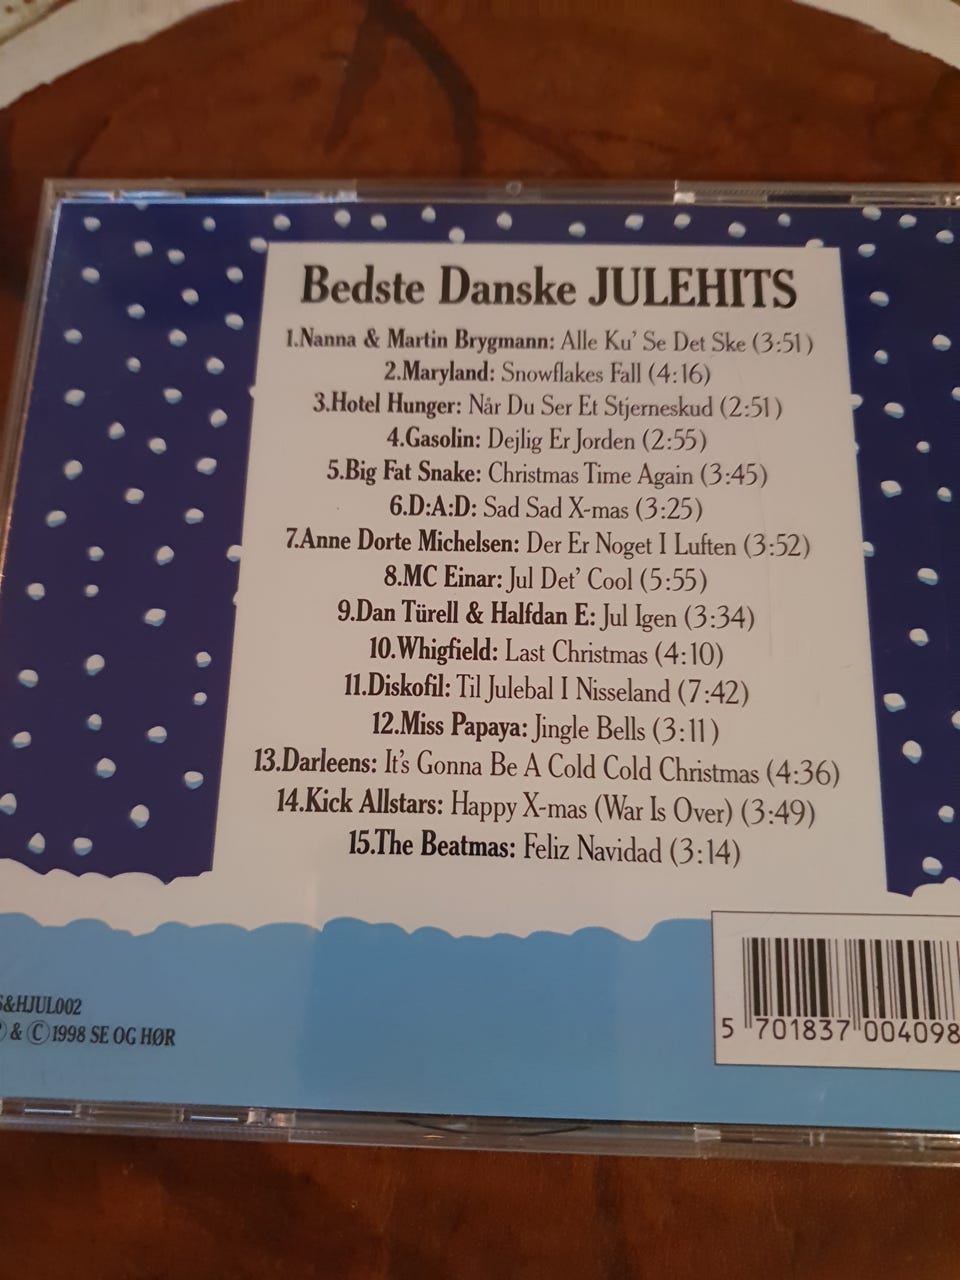 Bedste Danske JULEHITS
1.Nanna & Martin Brygmann: Alle Ku' Se Det Ske (3:51)
2.Maryland: Snowflakes Fall (4:16)
3.Hotel Hunger: Når Du Ser Et Stjerneskud (2:51)
4.Gasolin: Dejlig Er Jorden (2:55)
5.Big Fat Snake: Christmas Time Again (3:45)
6.D:A:D: Sad Sad X-mas (3:25)
7.Anne Dorte Michelsen: Der Er Noget I Luften (3:52)
8.MC Einar: Jul Det' Cool (5:55)
9.Dan Türell & Halfdan E: Jul Igen (3:34)
10.Whigfield: Last Christmas (4:10)
11.Diskofil: Til Julebal I Nisseland (7:42)
12.Miss Papaya: Jingle Bells (3:11)
13.Darleens: It's Gonna Be A Cold Cold Christmas (4:36)
14.Kick Allstars: Happy X-mas (War Is Over) (3:49)
15.The Beatmas: Feliz Navidad (3:14)
S&HJUL002
℗ & © 1998 SE OG HØR
5 701837 004098